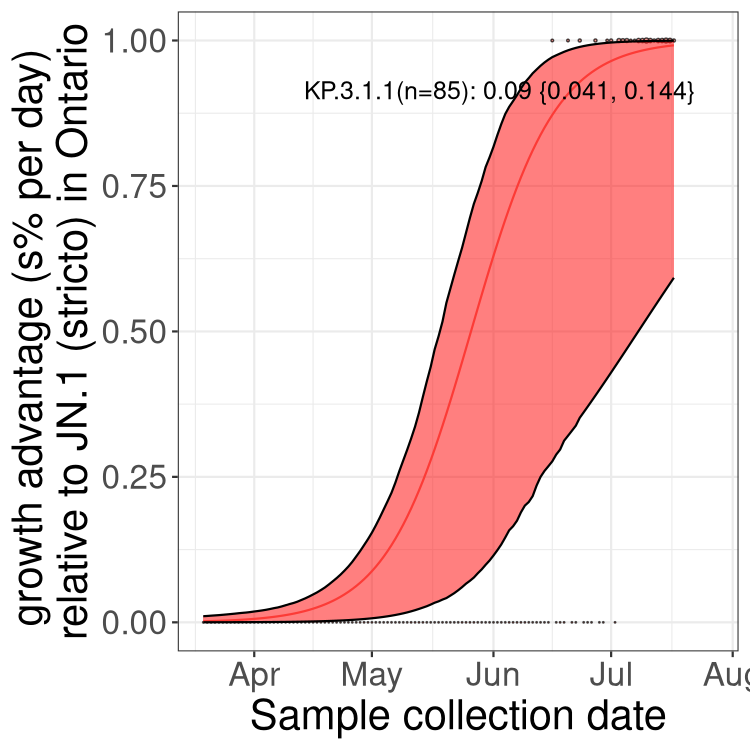 growth advantage (s% per day)
relative to JN.1 (stricto) in Ontario
1.00
0.75
0.50
0.25
0.00
KP.3.1.1(n=85): 0.09 {0.041, 0.144}
Apr May Jun Jul Aug
Sample collection date